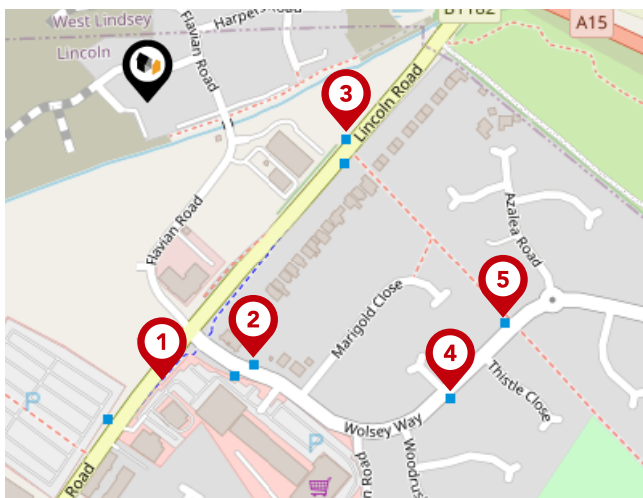 B1182
A15
Harpers Road
West Lindsey
Lincoln
Flavian Road
3
Lincoln Road
Azalea Road
Flavian Road
5
2
1
Marigold Close
4
Thistle Close
P
P
Wolsey Way
Road